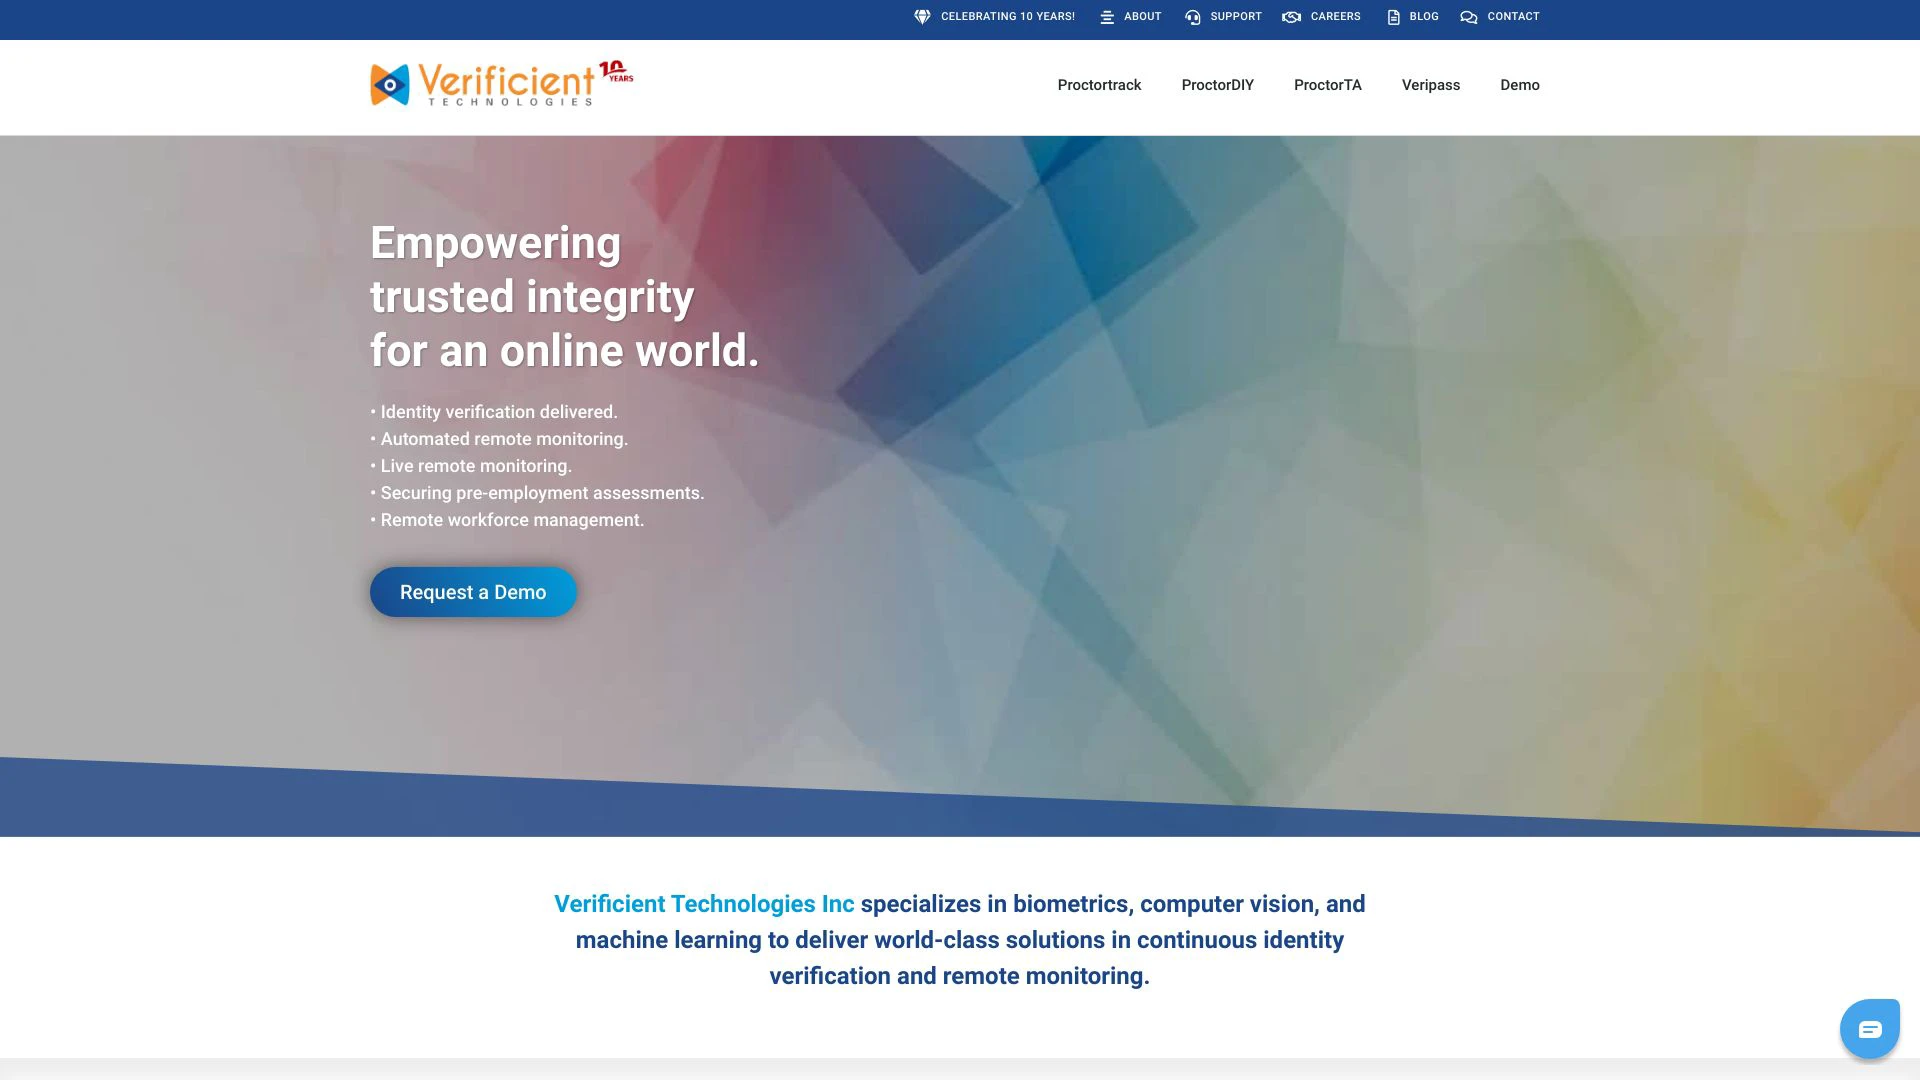 CELEBRATING 10 YEARS!
ABOUT
SUPPORT
CAREERS
BLOG
CONTACT
Verificient
TECHNOLOGIES
10
YEARS
Proctortrack
ProctorDIY
ProctorTA
Veripass
Demo
Empowering
trusted integrity
for an online world.
• Identity verification delivered.
• Automated remote monitoring.
• Live remote monitoring.
• Securing pre-employment assessments.
• Remote workforce management.
Request a Demo
Verificient Technologies Inc specializes in biometrics, computer vision, and
machine learning to deliver world-class solutions in continuous identity
verification and remote monitoring.